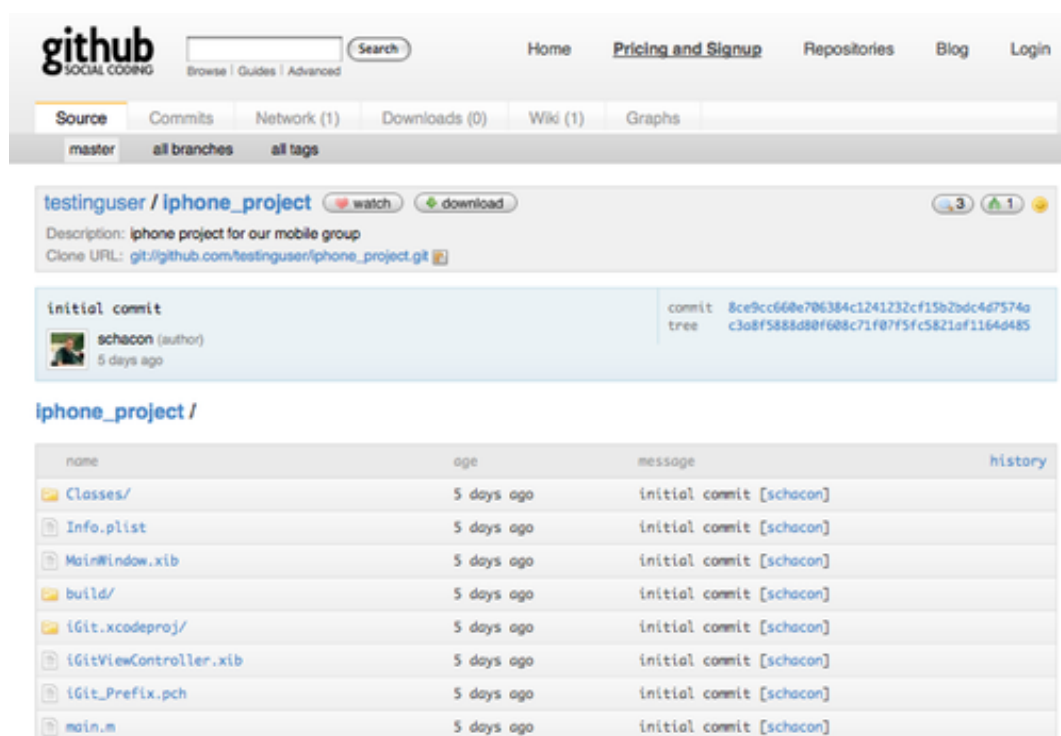 github
SOCIAL CODING
Search
Home Pricing and Signup Repositories Blog Login
Browse | Guides | Advanced
Source Commits Network (1) Downloads (0) Wiki (1) Graphs
master all branches all tags
testinguser / iphone_project watch download 3 1
Description: iphone project for our mobile group
Clone URL: git://github.com/testinguser/iphone_project.git
initial commit commit 8ce9cc660e706384c1241232cf15b2bdc4d7574a
tree c3a8f5888d80f608c71f07f5fc5821af1164d485
schacon (author)
5 days ago
iphone_project /
name age message history
Classes/ 5 days ago initial commit [schacon]
Info.plist 5 days ago initial commit [schacon]
MainWindow.xib 5 days ago initial commit [schacon]
build/ 5 days ago initial commit [schacon]
iGit.xcodeproj/ 5 days ago initial commit [schacon]
iGitViewController.xib 5 days ago initial commit [schacon]
iGit_Prefix.pch 5 days ago initial commit [schacon]
main.m 5 days ago initial commit [schacon]